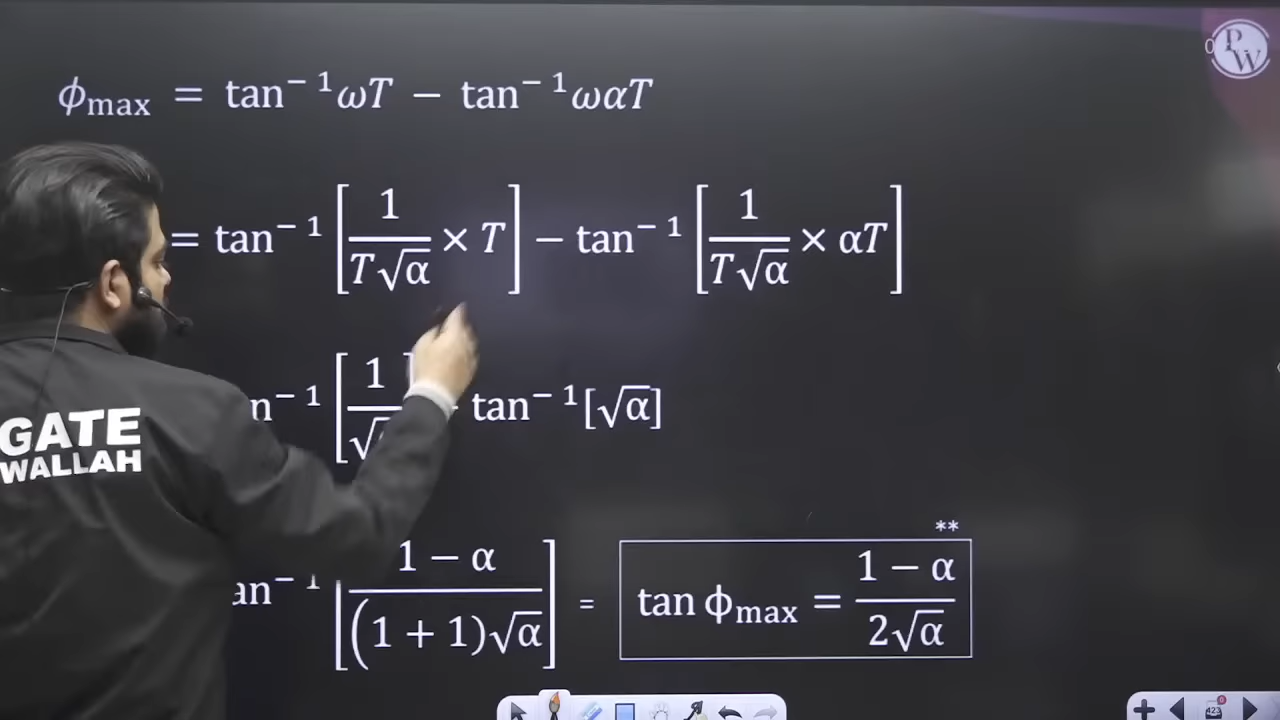 ϕmax = tan⁻¹ωT − tan⁻¹ωαT
PW
= tan⁻¹ [1/(T√α) × T] − tan⁻¹ [1/(T√α) × αT]
n⁻¹ [1/√ tan⁻¹[√α]
an⁻¹ [(1 − α)/((1 + 1)√α] = tan ϕmax = (1 − α)/(2√α) **
GATE
WALLAH
423